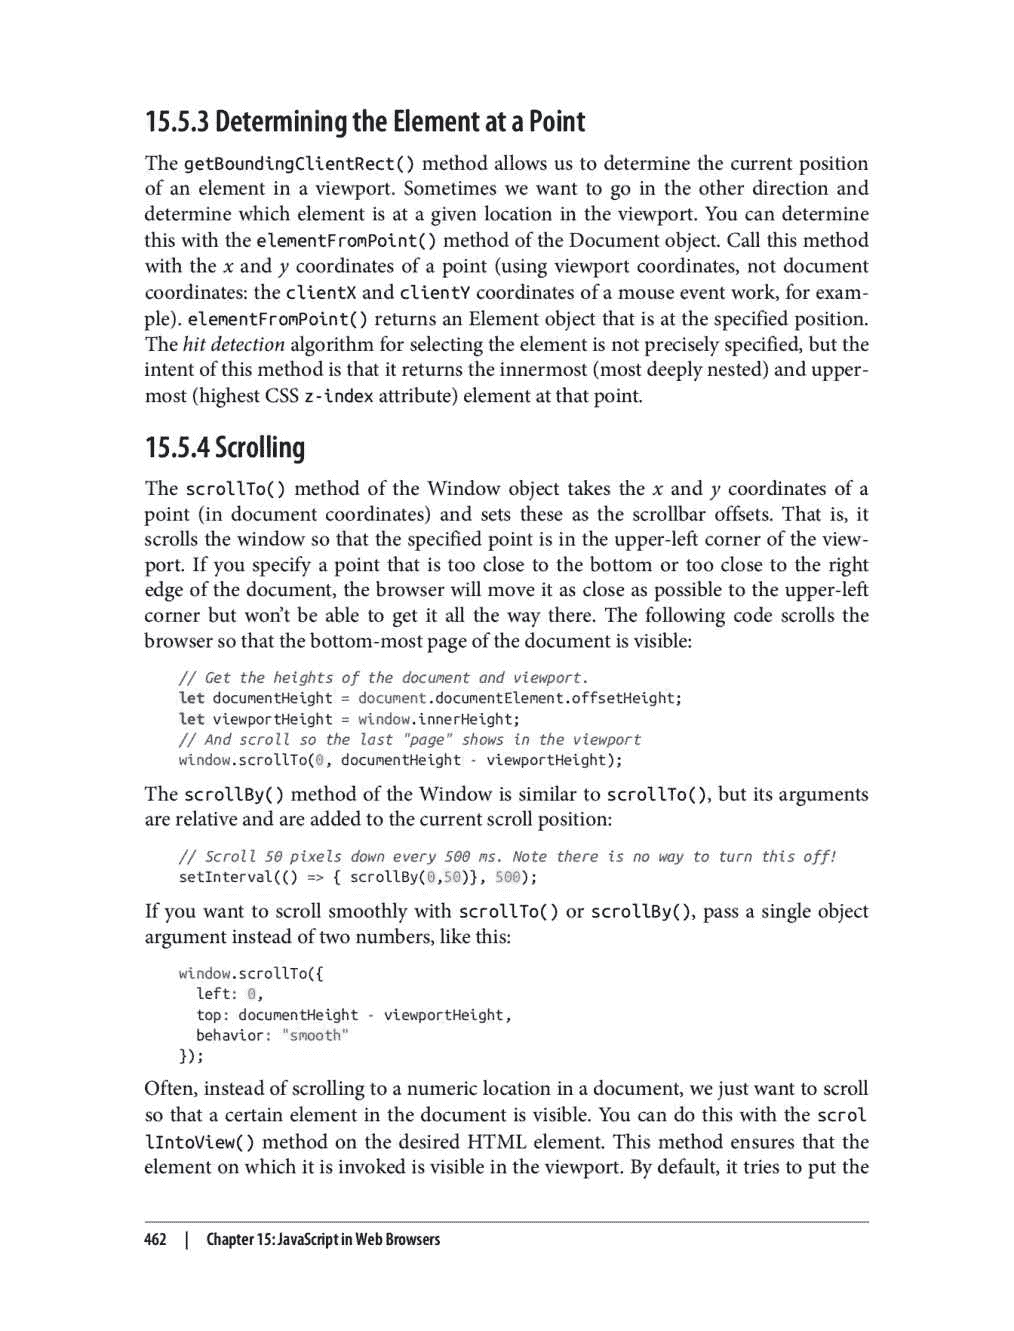 15.5.3 Determining the Element at a Point
The getBoundingClientRect() method allows us to determine the current position
of an element in a viewport. Sometimes we want to go in the other direction and
determine which element is at a given location in the viewport. You can determine
this with the elementFromPoint() method of the Document object. Call this method
with the x and y coordinates of a point (using viewport coordinates, not document
coordinates: the clientX and clientY coordinates of a mouse event work, for exam-
ple). elementFromPoint() returns an Element object that is at the specified position.
The hit detection algorithm for selecting the element is not precisely specified, but the
intent of this method is that it returns the innermost (most deeply nested) and upper-
most (highest CSS z-index attribute) element at that point.
15.5.4 Scrolling
The scrollTo() method of the Window object takes the x and y coordinates of a
point (in document coordinates) and sets these as the scrollbar offsets. That is, it
scrolls the window so that the specified point is in the upper-left corner of the view-
port. If you specify a point that is too close to the bottom or too close to the right
edge of the document, the browser will move it as close as possible to the upper-left
corner but won't be able to get it all the way there. The following code scrolls the
browser so that the bottom-most page of the document is visible:
// Get the heights of the document and viewport.
let documentHeight = document.documentElement.offsetHeight;
let viewportHeight = window.innerHeight;
// And scroll so the last "page" shows in the viewport
window.scrollTo(0, documentHeight - viewportHeight);
The scrollBy() method of the Window is similar to scrollTo(), but its arguments
are relative and are added to the current scroll position:
// Scroll 50 pixels down every 500 ms. Note there is no way to turn this off!
setInterval(() => { scrollBy(0,50)}, 500);
If you want to scroll smoothly with scrollTo() or scrollBy(), pass a single object
argument instead of two numbers, like this:
window.scrollTo({
  left: 0,
  top: documentHeight - viewportHeight,
  behavior: "smooth"
});
Often, instead of scrolling to a numeric location in a document, we just want to scroll
so that a certain element in the document is visible. You can do this with the scrol
lIntoView() method on the desired HTML element. This method ensures that the
element on which it is invoked is visible in the viewport. By default, it tries to put the
462 | Chapter 15: JavaScript in Web Browsers